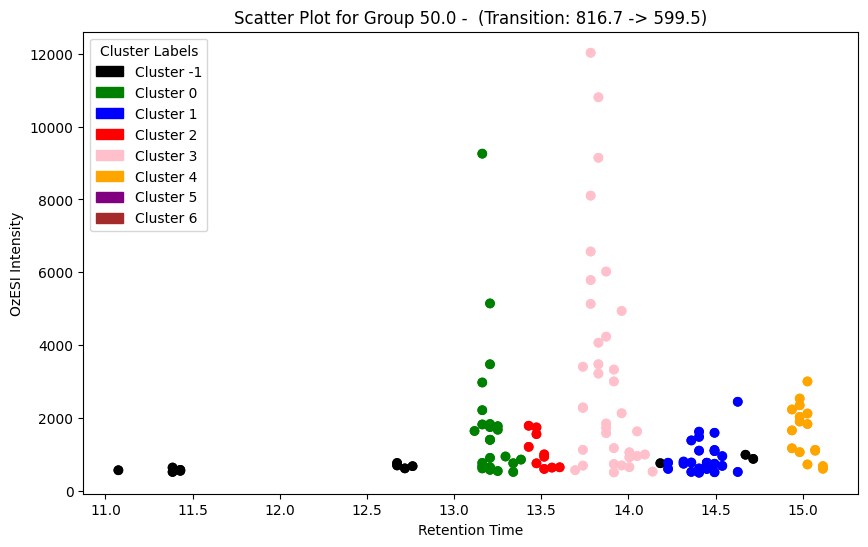 Scatter Plot for Group 50.0 -  (Transition: 816.7 -> 599.5)
Cluster Labels
Cluster -1
Cluster 0
Cluster 1
Cluster 2
Cluster 3
Cluster 4
Cluster 5
Cluster 6
OzESI Intensity
12000
10000
8000
6000
4000
2000
0
11.0 11.5 12.0 12.5 13.0 13.5 14.0 14.5 15.0
Retention Time